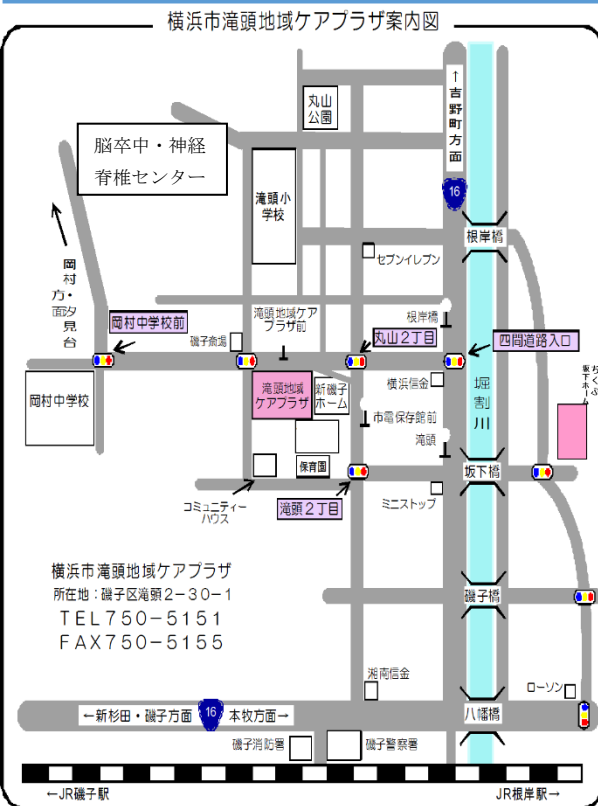 横浜市滝頭地域ケアプラザ案内図
丸山
公園
↑吉野町方面
脳卒中・神経
脊椎センター
滝頭小
学校
16
根岸橋
セブンイレブン
岡村・汐見台
方面
滝頭地域ケア
プラザ前
根岸橋
岡村中学校前
磯子斎場
丸山2丁目
四間道路入口
岡村中学校
滝頭地域
ケアプラザ
新磯子
ホーム
横浜信金
堀割川
ちくぶ
坂下ホーム
市電保存館前
滝頭
保育園
坂下橋
コミュニティー
ハウス
滝頭2丁目
ミニストップ
横浜市滝頭地域ケアプラザ
所在地:磯子区滝頭2-30-1
TEL750-5151
FAX750-5155
磯子橋
湘南信金
ローソン
←新杉田・磯子方面
16
本牧方面→
八幡橋
磯子消防署
磯子警察署
←JR磯子駅
JR根岸駅→